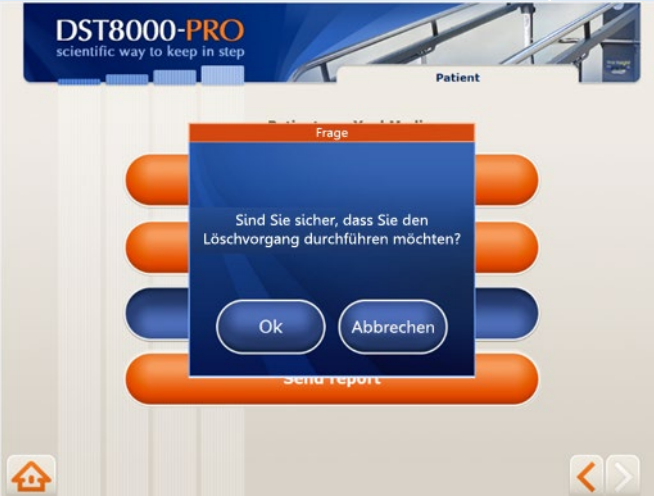 DST8000-PRO
scientific way to keep in step
Patient
Frage
Sind Sie sicher, dass Sie den
Löschvorgang durchführen möchten?
Ok
Abbrechen
Send report